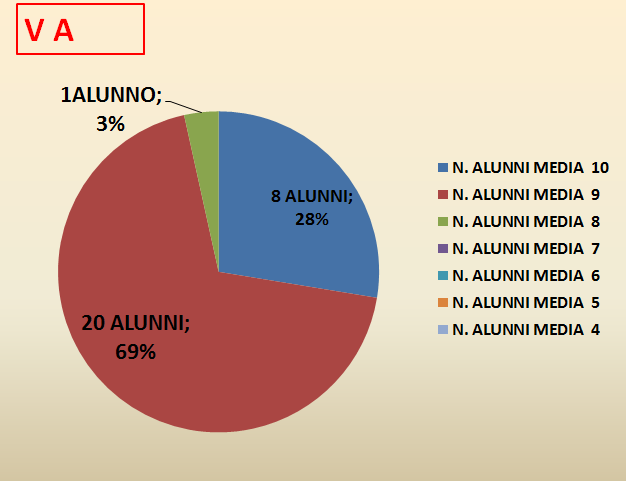 V A
1ALUNNO;
3%
8 ALUNNI;
28%
20 ALUNNI;
69%
N. ALUNNI MEDIA 10
N. ALUNNI MEDIA 9
N. ALUNNI MEDIA 8
N. ALUNNI MEDIA 7
N. ALUNNI MEDIA 6
N. ALUNNI MEDIA 5
N. ALUNNI MEDIA 4